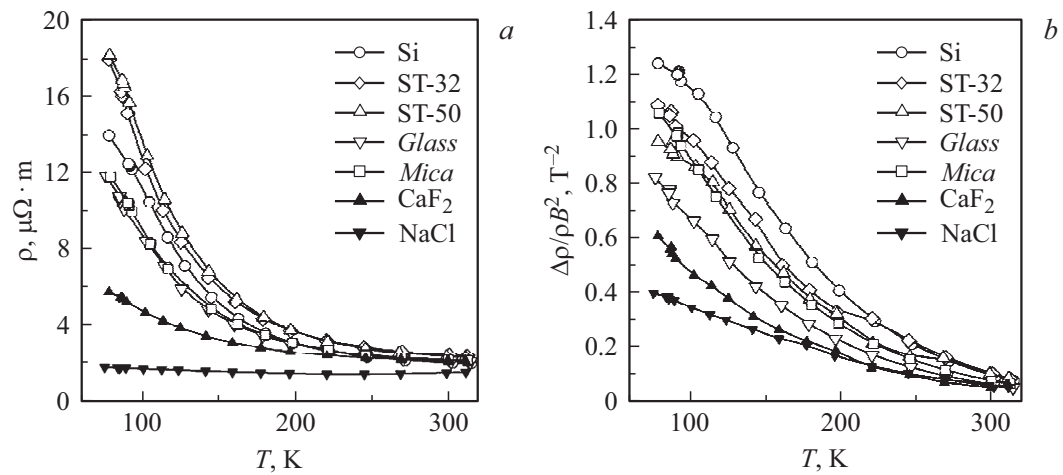 a
ρ, μΩ · m
20
16
12
8
4
0
100
200
300
T, K
Si
ST-32
ST-50
Glass
Mica
CaF₂
NaCl
b
Δρ/ρB², T⁻²
1.4
1.2
1.0
0.8
0.6
0.4
0.2
0
100
200
300
T, K
Si
ST-32
ST-50
Glass
Mica
CaF₂
NaCl